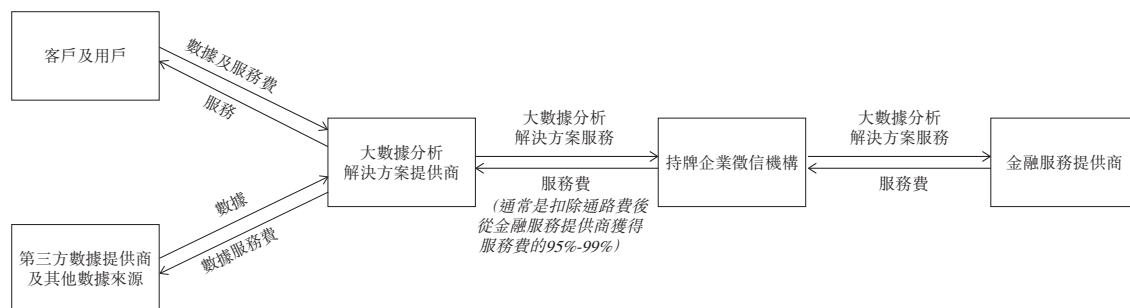 客戶及用戶
數據及服務費
服務
大數據分析
解決方案提供商
大數據分析
解決方案服務
服務費
（通常是扣除通路費後
從金融服務提供商獲得
服務費的95%-99%）
持牌企業徵信機構
大數據分析
解決方案服務
服務費
金融服務提供商
數據
數據服務費
第三方數據提供商
及其他數據來源